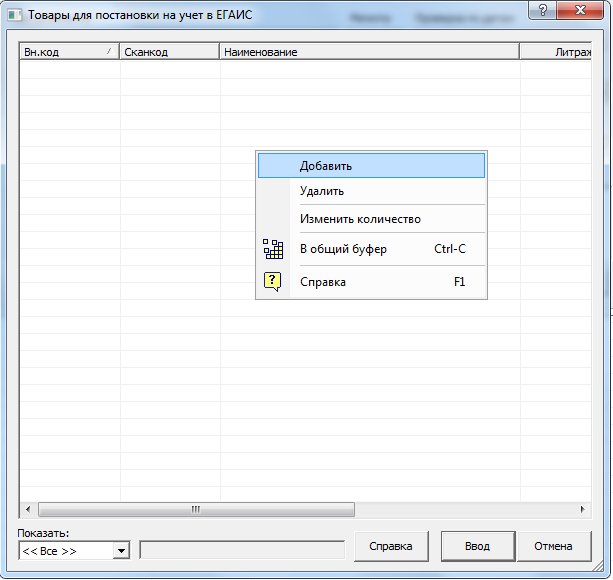 Товары для постановки на учет в ЕГАИС
Вн.код Сканкод Наименование Литраж
Добавить
Удалить
Изменить количество
В общий буфер Ctrl-C
Справка F1
Показать:
<< Все >>
Справка Ввод Отмена